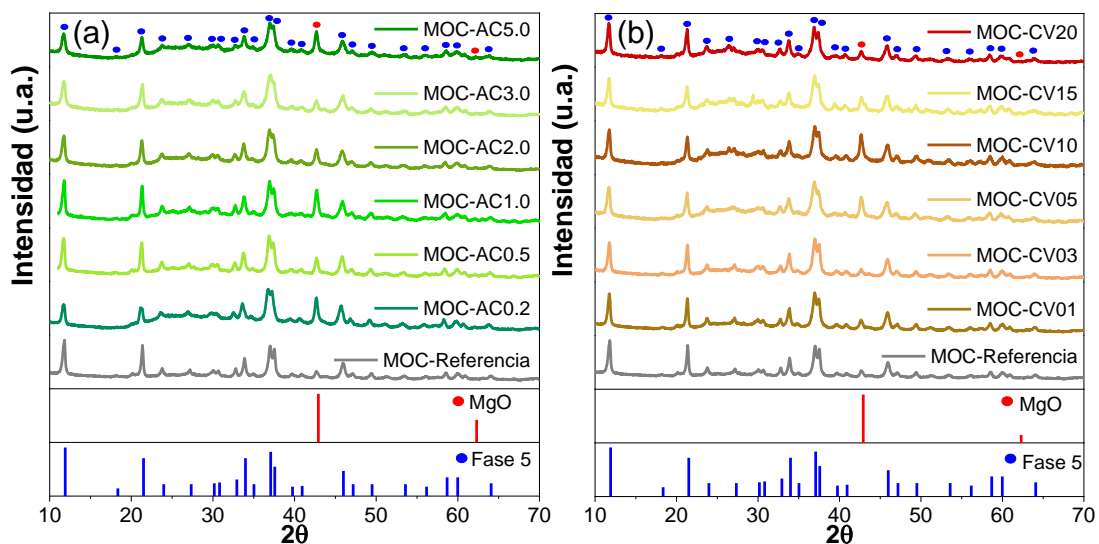 (a)
MOC-AC5.0
MOC-AC3.0
MOC-AC2.0
MOC-AC1.0
MOC-AC0.5
MOC-AC0.2
MOC-Referencia
MgO
Fase 5
Intensidad (u.a.)
10 20 30 40 50 60 70
2θ
(b)
MOC-CV20
MOC-CV15
MOC-CV10
MOC-CV05
MOC-CV03
MOC-CV01
MOC-Referencia
MgO
Fase 5
Intensidad (u.a.)
10 20 30 40 50 60 70
2θ